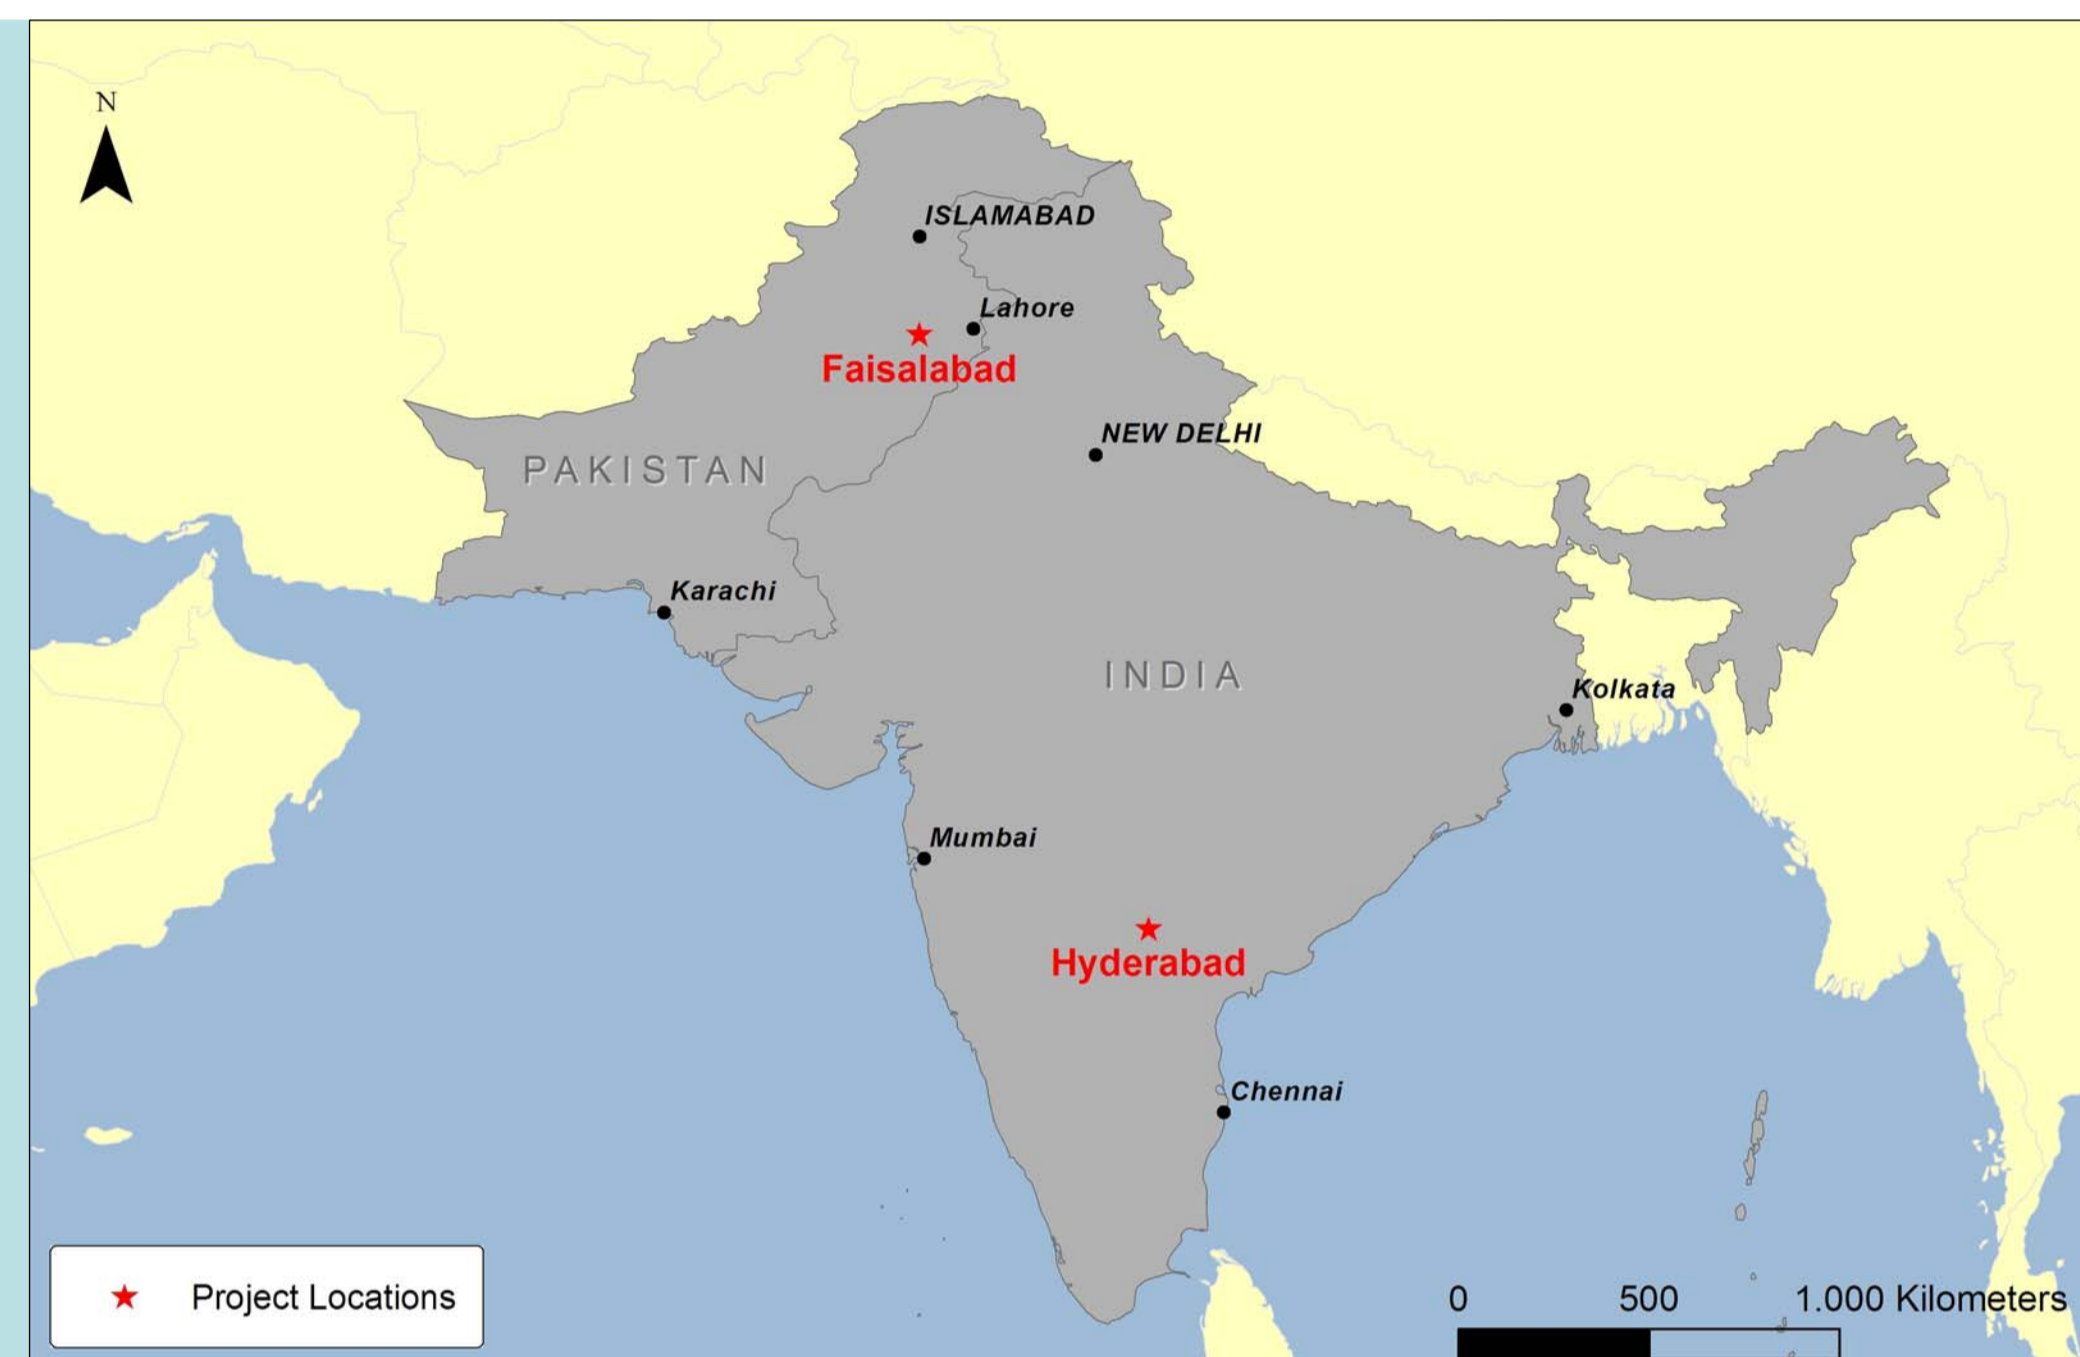 N
ISLAMABAD
Lahore
Faisalabad
NEW DELHI
PAKISTAN
Karachi
INDIA
Kolkata
Mumbai
Hyderabad
Chennai
Project Locations
0 500 1.000 Kilometers